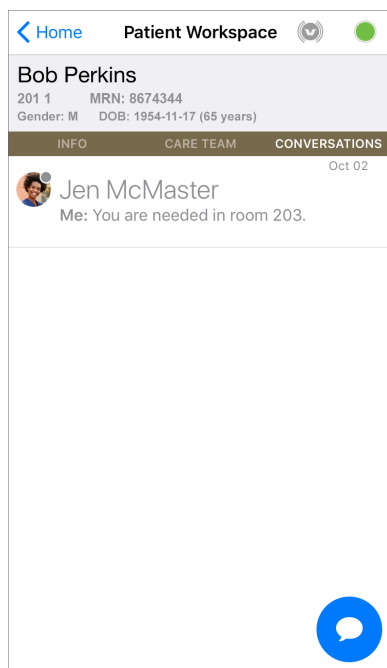 Home Patient Workspace
Bob Perkins
201 1 MRN: 8674344
Gender: M DOB: 1954-11-17 (65 years)
INFO CARE TEAM CONVERSATIONS
Oct 02
Jen McMaster
Me: You are needed in room 203.